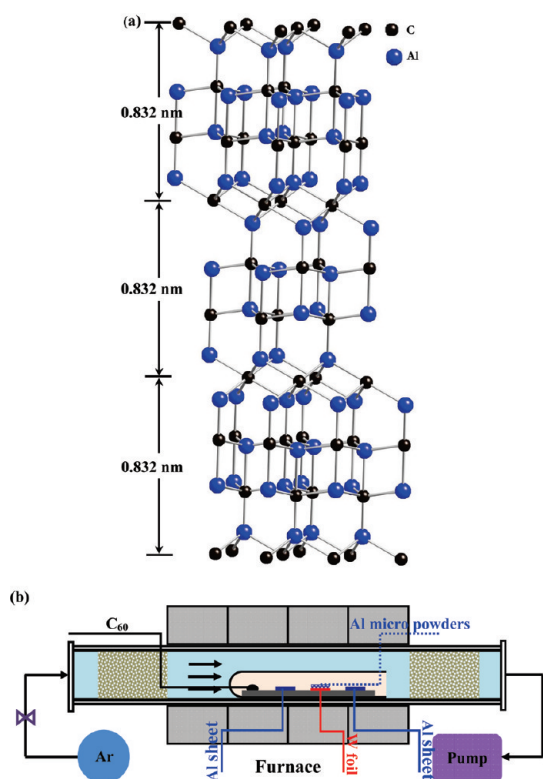 (a)
C
Al
0.832 nm
0.832 nm
0.832 nm
(b)
C₆₀
Al micro powders
Ar
Al sheet
Furnace
W foil
Al sheet
Pump